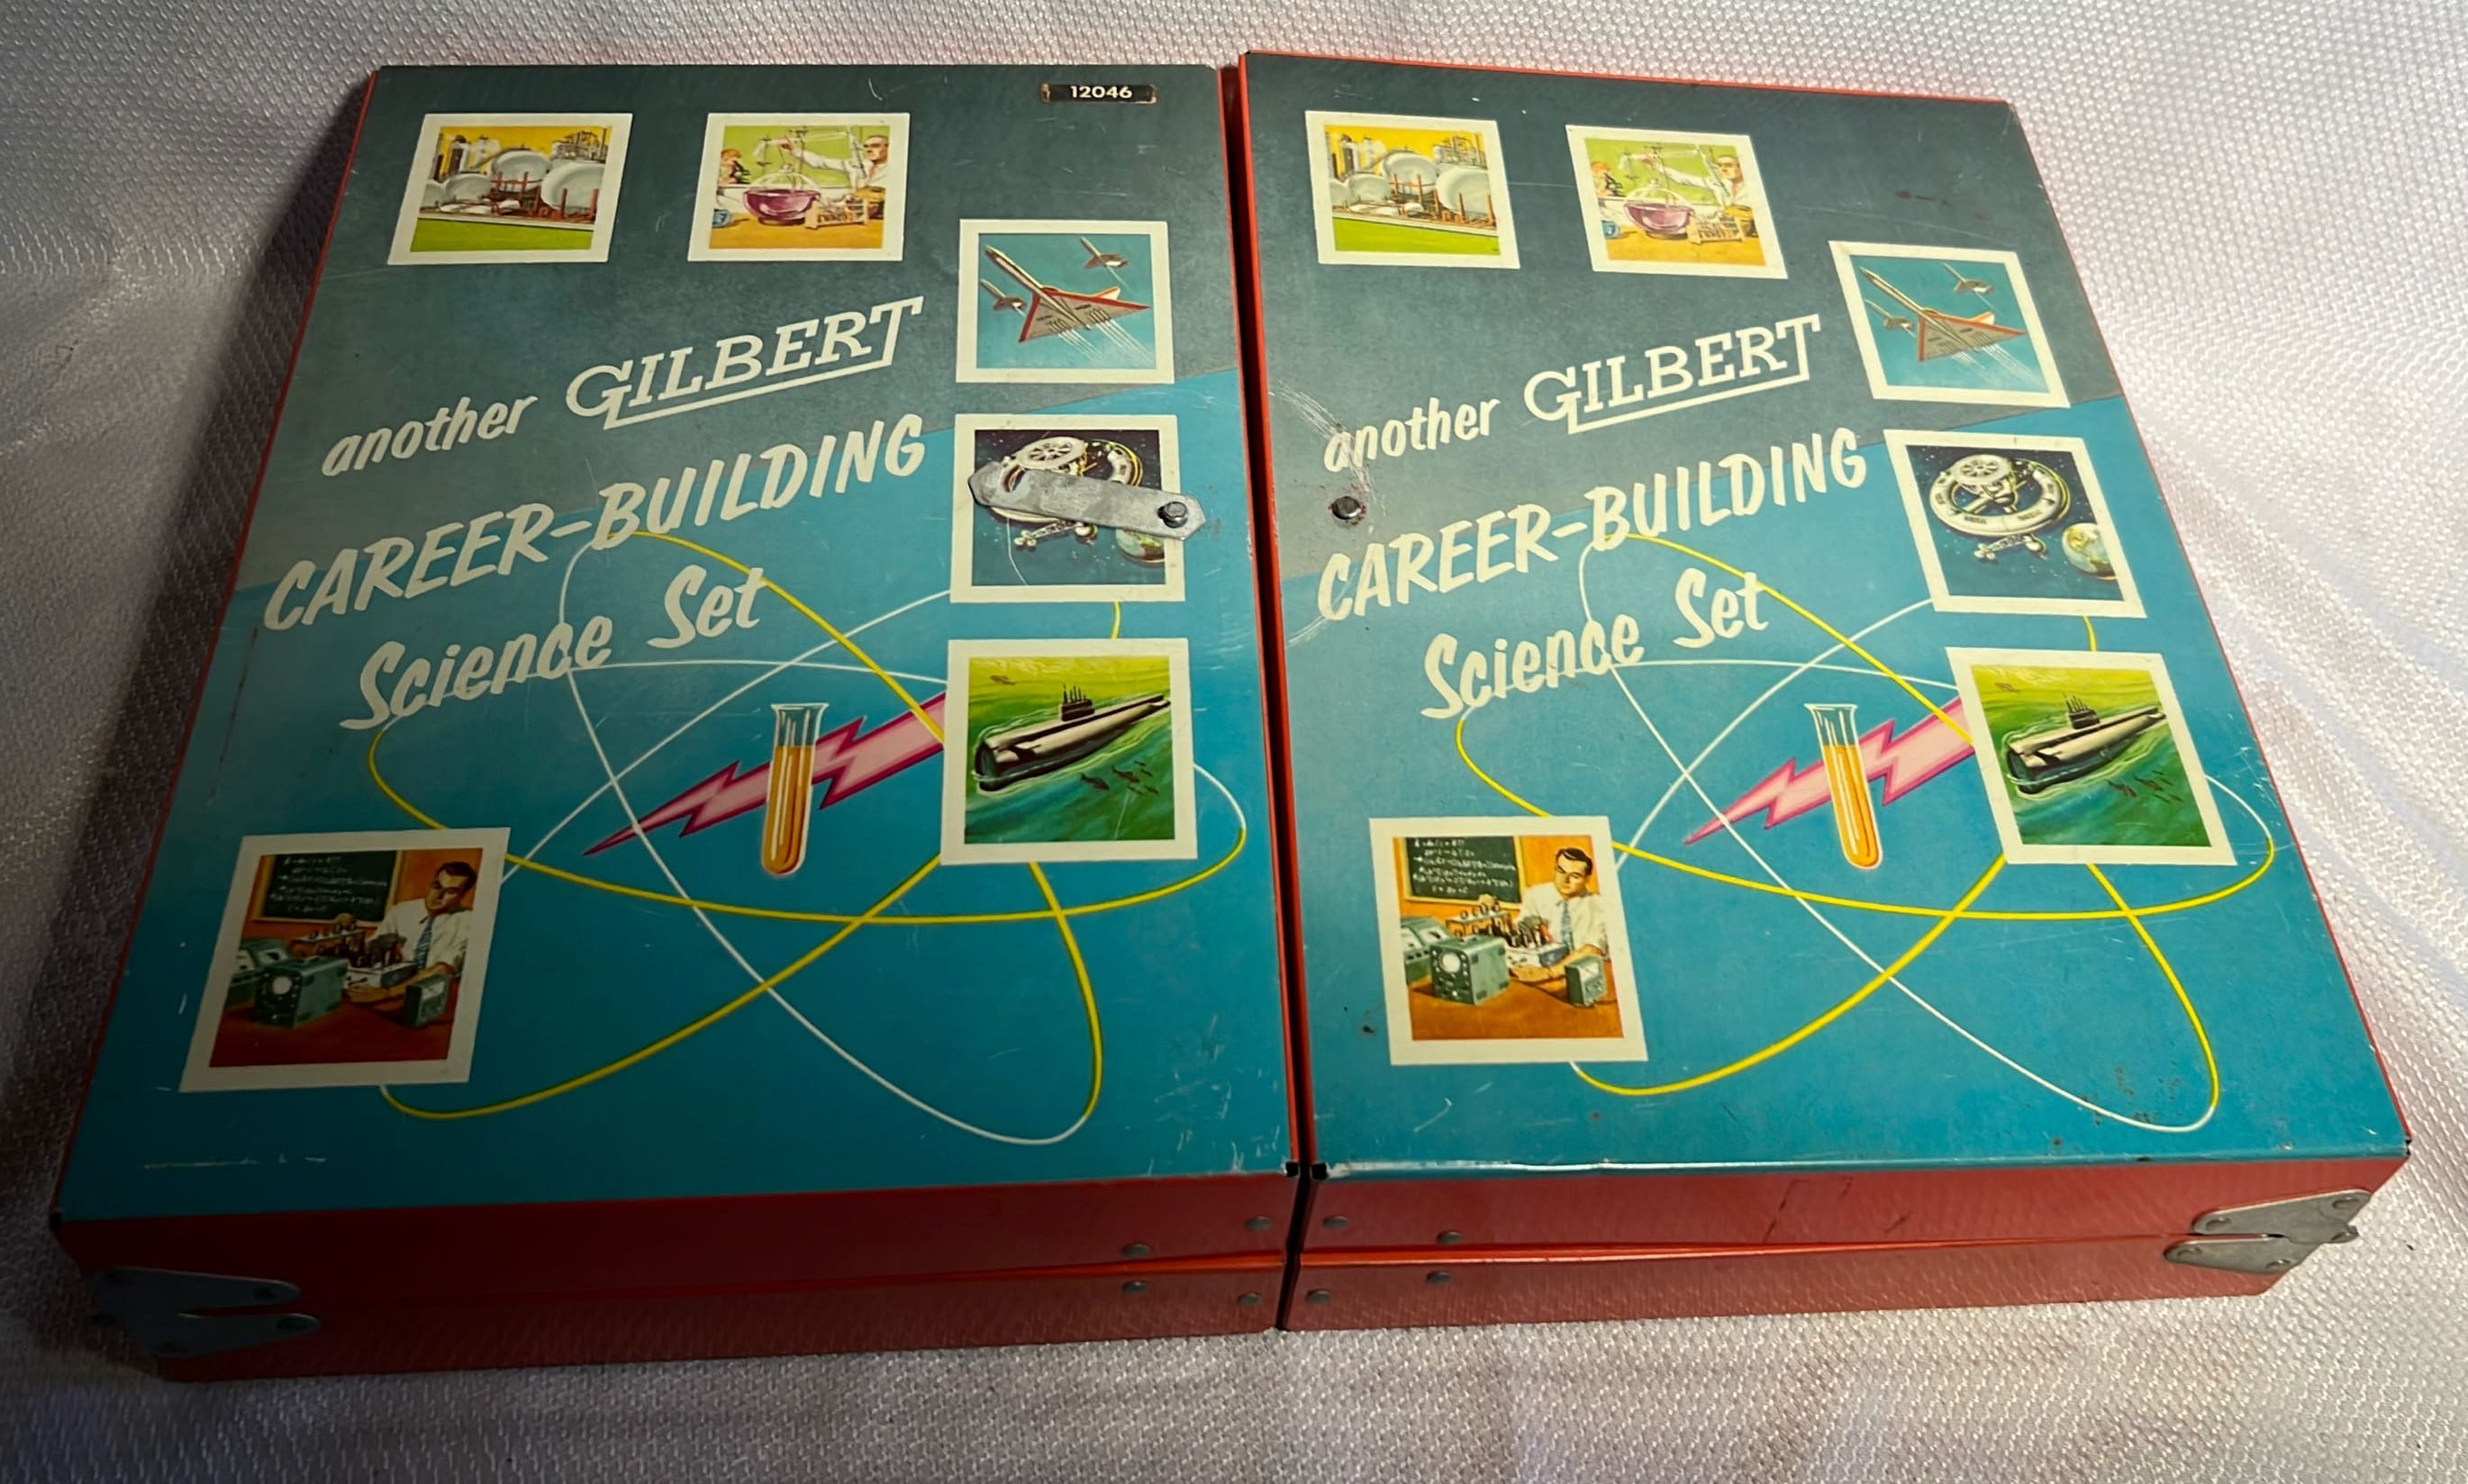 12046
another GILBERT
CAREER-BUILDING
Science Set
another GILBERT
CAREER-BUILDING
Science Set